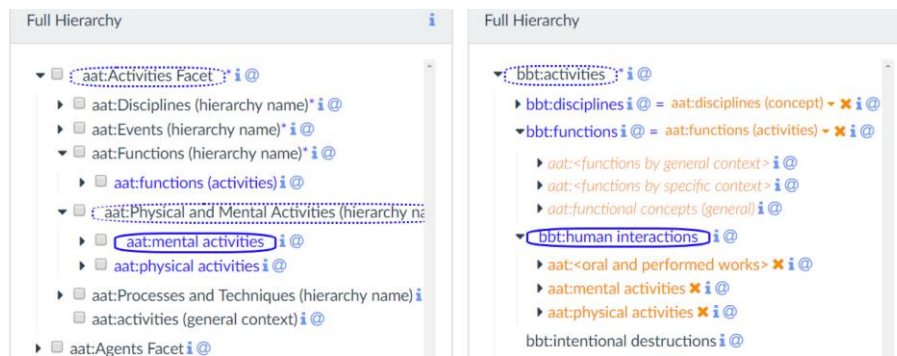 Full Hierarchy i
aat:Activities Facet * i @
aat:Disciplines (hierarchy name)* i @
aat:Events (hierarchy name)* i @
aat:Functions (hierarchy name)* i @
aat:functions (activities) i @
aat:Physical and Mental Activities (hierarchy na
aat:mental activities i @
aat:physical activities i @
aat:Processes and Techniques (hierarchy name) i
aat:activities (general context) i @
aat:Agents Facet i @
Full Hierarchy
bbt:activities * i @
bbt:disciplines i @ = aat:disciplines (concept) i @
bbt:functions i @ = aat:functions (activities) i @
aat:<functions by general context> i @
aat:<functions by specific context> i @
aat:functional concepts (general) i @
bbt:human interactions i @
aat:<oral and performed works> i @
aat:mental activities i @
aat:physical activities i @
bbt:intentional destructions i @